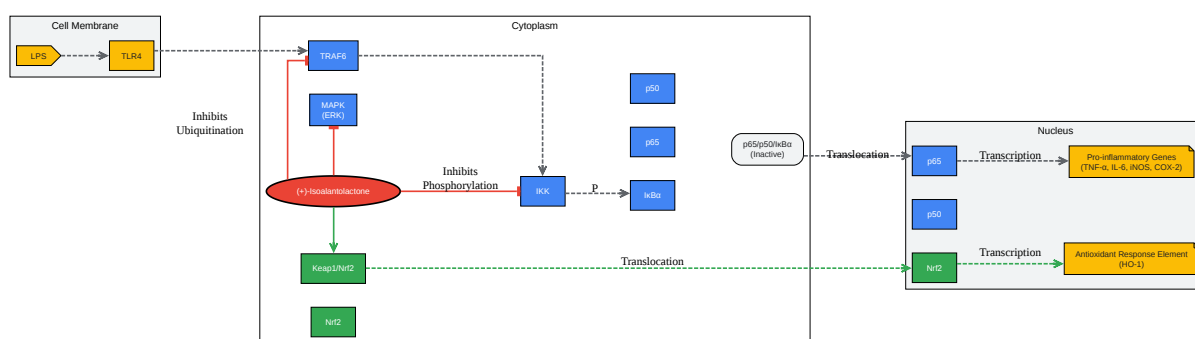 Cell Membrane
LPS
TLR4
Cytoplasm
TRAF6
MAPK
(ERK)
Inhibits
Ubiquitination
(+)-Isoalantolactone
Inhibits
Phosphorylation
IKK
P
p50
p65
IκBα
p65/p50/IκBα
(Inactive)
Keap1/Nrf2
Nrf2
Translocation
Translocation
Nucleus
p65
Transcription
Pro-inflammatory Genes
(TNF-α, IL-6, iNOS, COX-2)
p50
Nrf2
Transcription
Antioxidant Response Element
(HO-1)